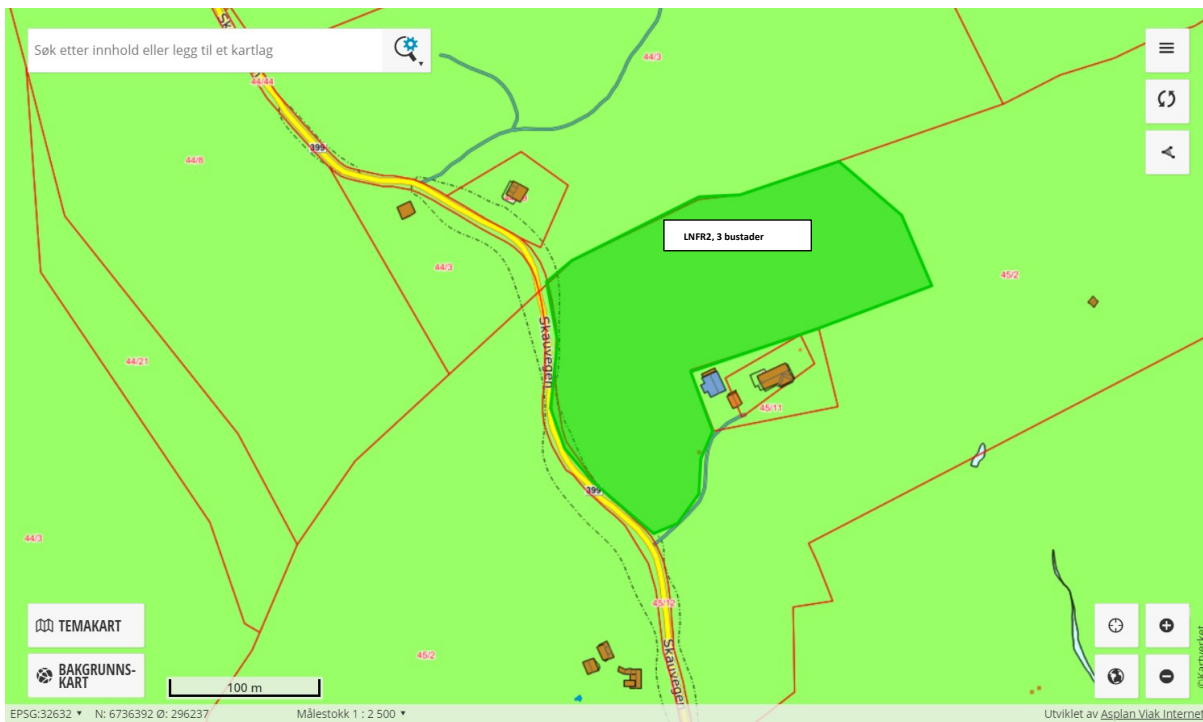 Søk etter innhold eller legg til et kartlag
44/44
44/3
399
44/8
LNFR2, 3 bustader
44/3
45/2
Skauvegen
44/21
45/11
399
44/3
45/12
45/2
Skauvegen
TEMAKART
BAKGRUNNS-
KART
100 m
©Kartverket
EPSG:32632 N: 6736392 Ø: 296237 Målestokk 1 : 2 500 Utviklet av Asplan Viak Internet